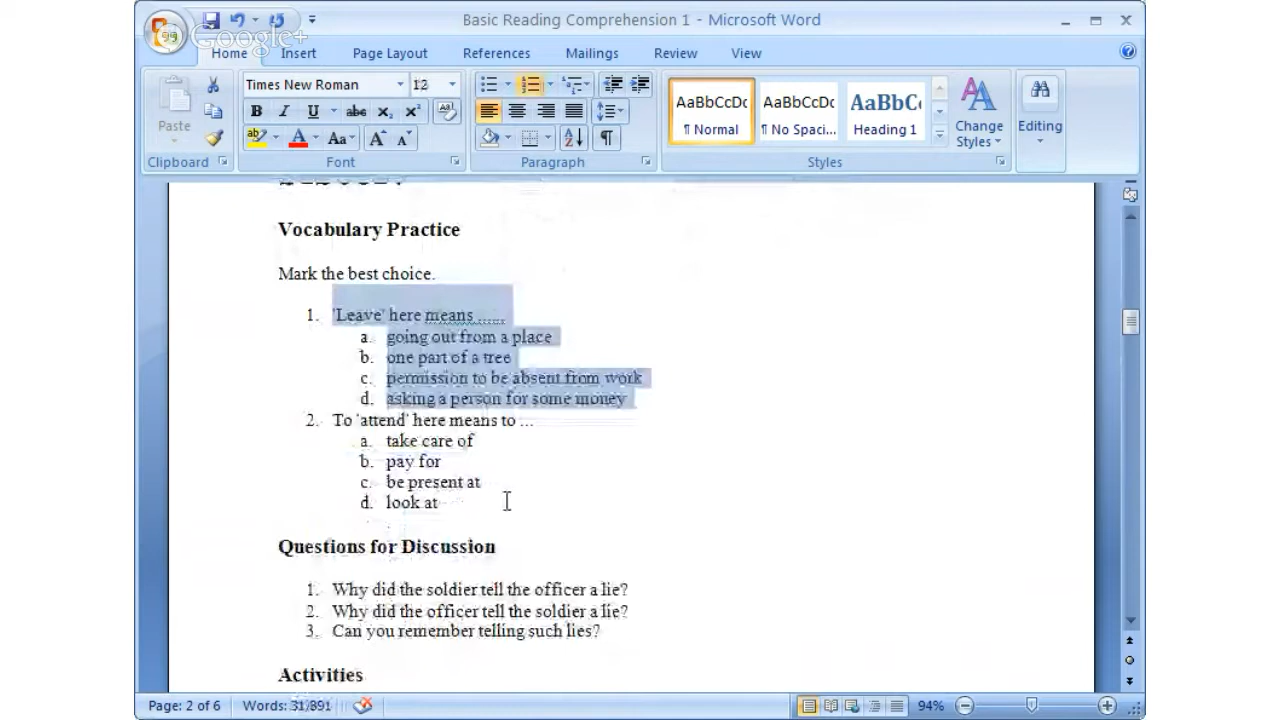 Basic Reading Comprehension 1 - Microsoft Word
Google+
Home Insert Page Layout References Mailings Review View
Times New Roman 12
AaBbCcDc AaBbCcDc AaBbC
Paste ¶ Normal ¶ No Spaci... Heading 1 Change Styles Editing
Clipboard Font Paragraph Styles
Vocabulary Practice
Mark the best choice.
1. 'Leave' here means ......
a. going out from a place
b. one part of a tree
c. permission to be absent from work
d. asking a person for some money
2. To 'attend' here means to ...
a. take care of
b. pay for
c. be present at
d. look at
Questions for Discussion
1. Why did the soldier tell the officer a lie?
2. Why did the officer tell the soldier a lie?
3. Can you remember telling such lies?
Activities
Page: 2 of 6 Words: 31/891 94%